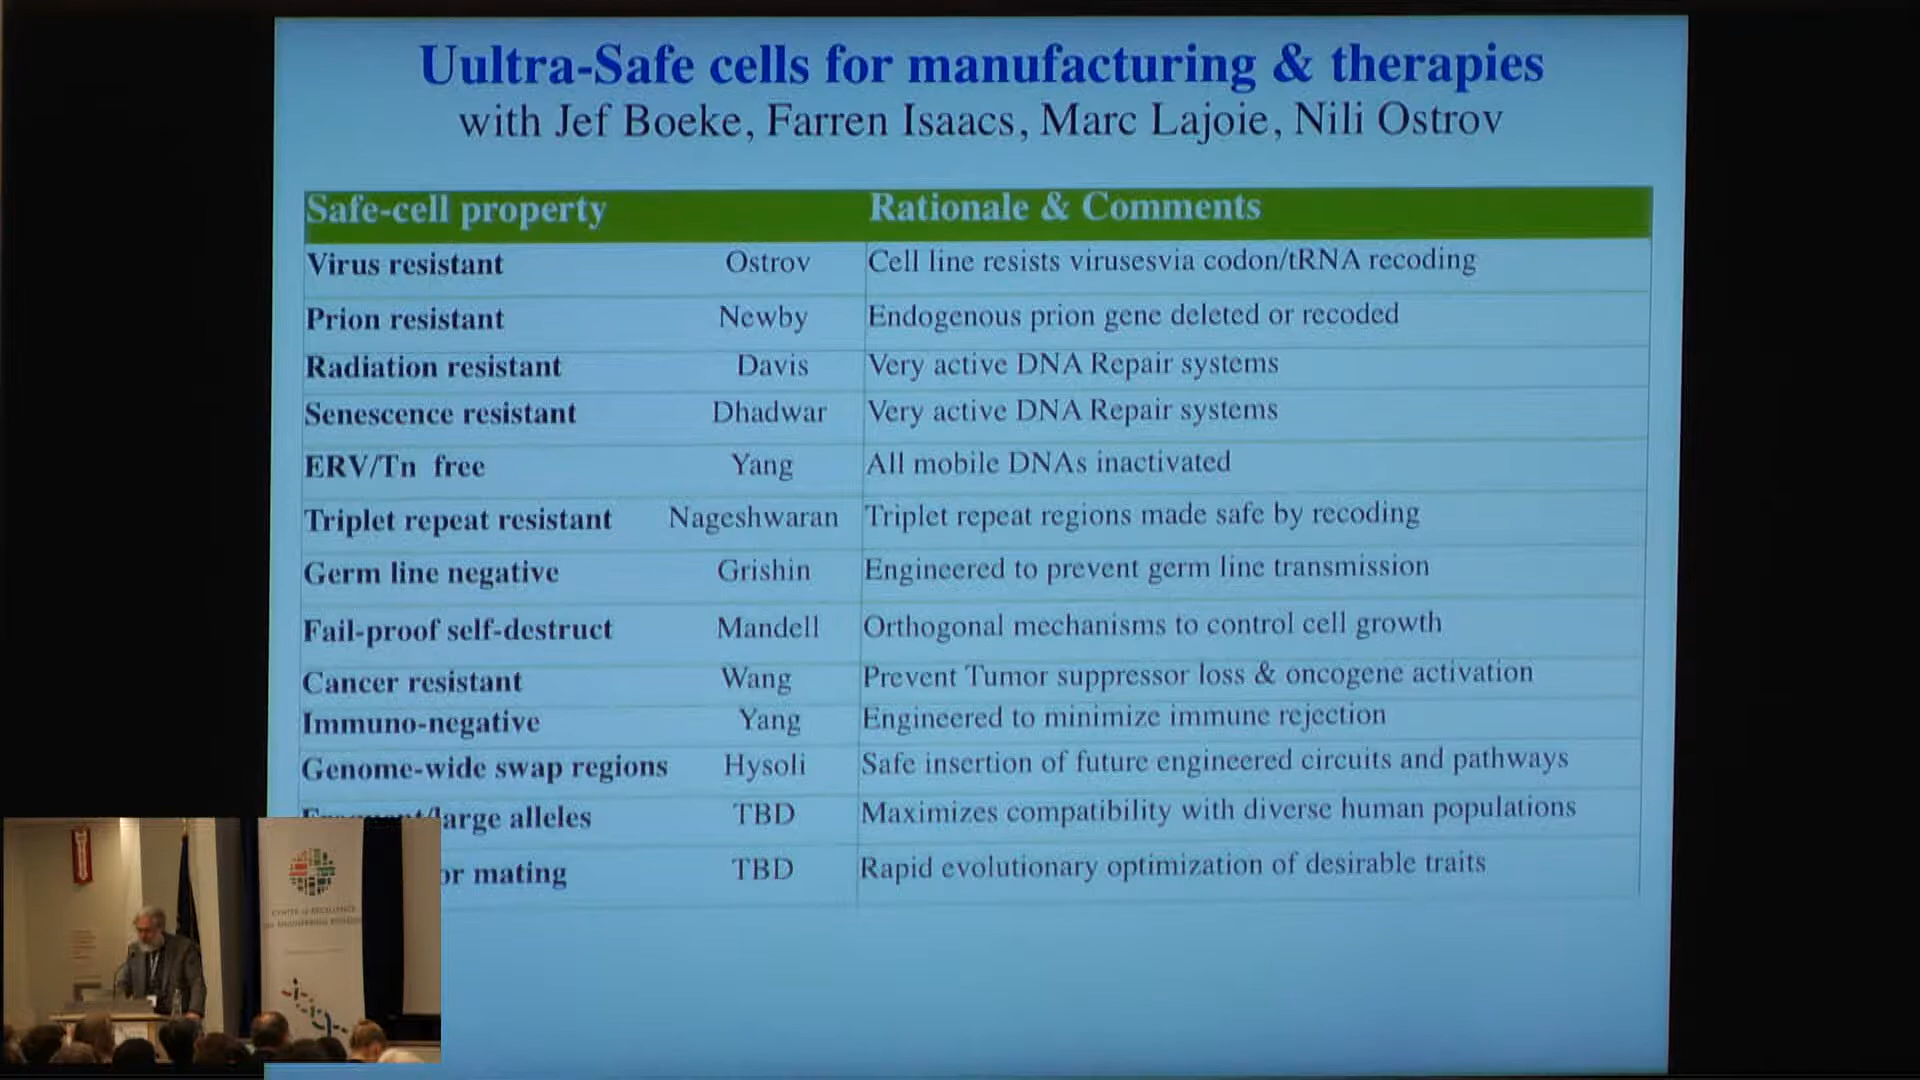 Uultra-Safe cells for manufacturing & therapies
with Jef Boeke, Farren Isaacs, Marc Lajoie, Nili Ostrov
Safe-cell property Rationale & Comments
Virus resistant Ostrov Cell line resists virusesvia codon/tRNA recoding
Prion resistant Newby Endogenous prion gene deleted or recoded
Radiation resistant Davis Very active DNA Repair systems
Senescence resistant Dhadwar Very active DNA Repair systems
ERV/Tn free Yang All mobile DNAs inactivated
Triplet repeat resistant Nageshwaran Triplet repeat regions made safe by recoding
Germ line negative Grishin Engineered to prevent germ line transmission
Fail-proof self-destruct Mandell Orthogonal mechanisms to control cell growth
Cancer resistant Wang Prevent Tumor suppressor loss & oncogene activation
Immuno-negative Yang Engineered to minimize immune rejection
Genome-wide swap regions Hysoli Safe insertion of future engineered circuits and pathways
/large alleles TBD Maximizes compatibility with diverse human populations
or mating TBD Rapid evolutionary optimization of desirable traits
CENTER of EXCELLENCE
ENGINEERING BIOLOGY